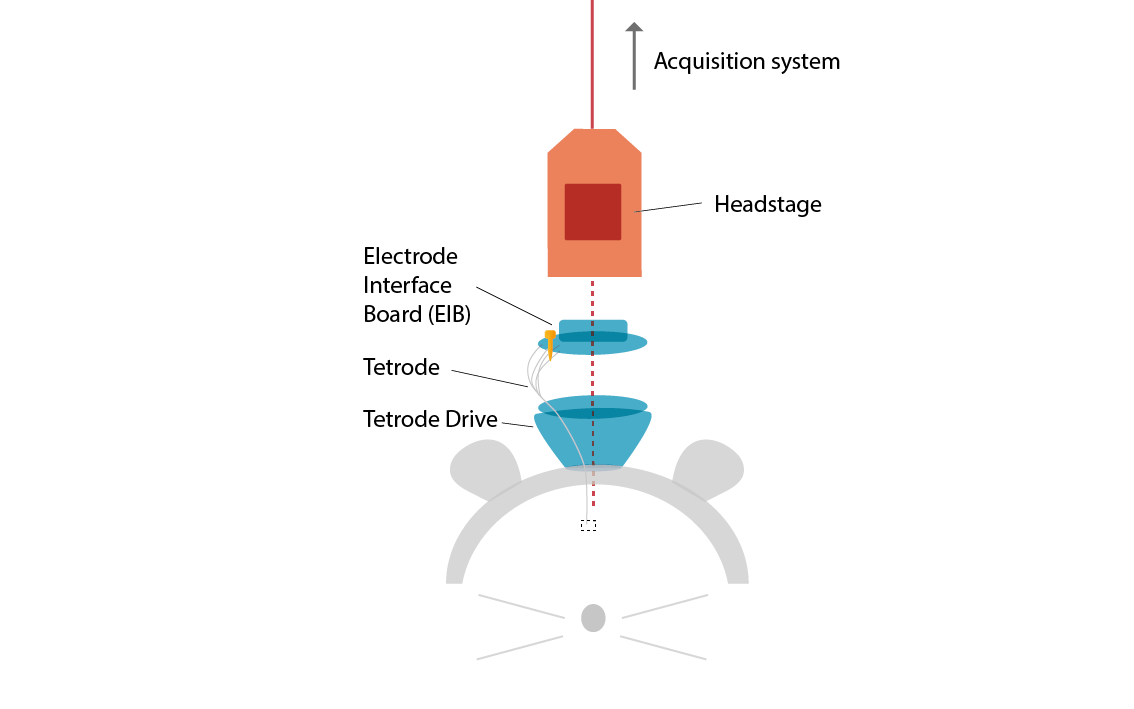 Acquisition system
Headstage
Electrode
Interface
Board (EIB)
Tetrode
Tetrode Drive